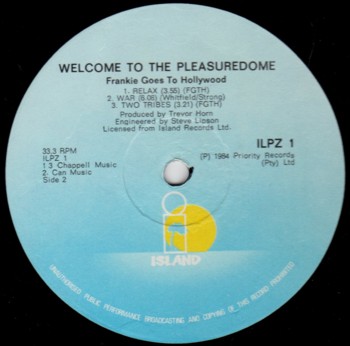 WELCOME TO THE PLEASUREDOME
Frankie Goes To Hollywood
1. RELAX (3.55) (FGTH)
2. WAR (6.05) (Whitfield/Strong)
3. TWO TRIBES (3.21) (FGTH)
Produced by Trevor Horn
Engineered by Steve Lipson
Licensed from Island Records Ltd.
ILPZ 1
33.3 RPM
ILPZ 1
1 3 Chappell Music
2. Can Music
Side 2
(P) 1984 Priority Records
(Pty) Ltd
ISLAND
UNAUTHORISED PUBLIC PERFORMANCE BROADCASTING AND COPYING OF THIS RECORD PROHIBITED